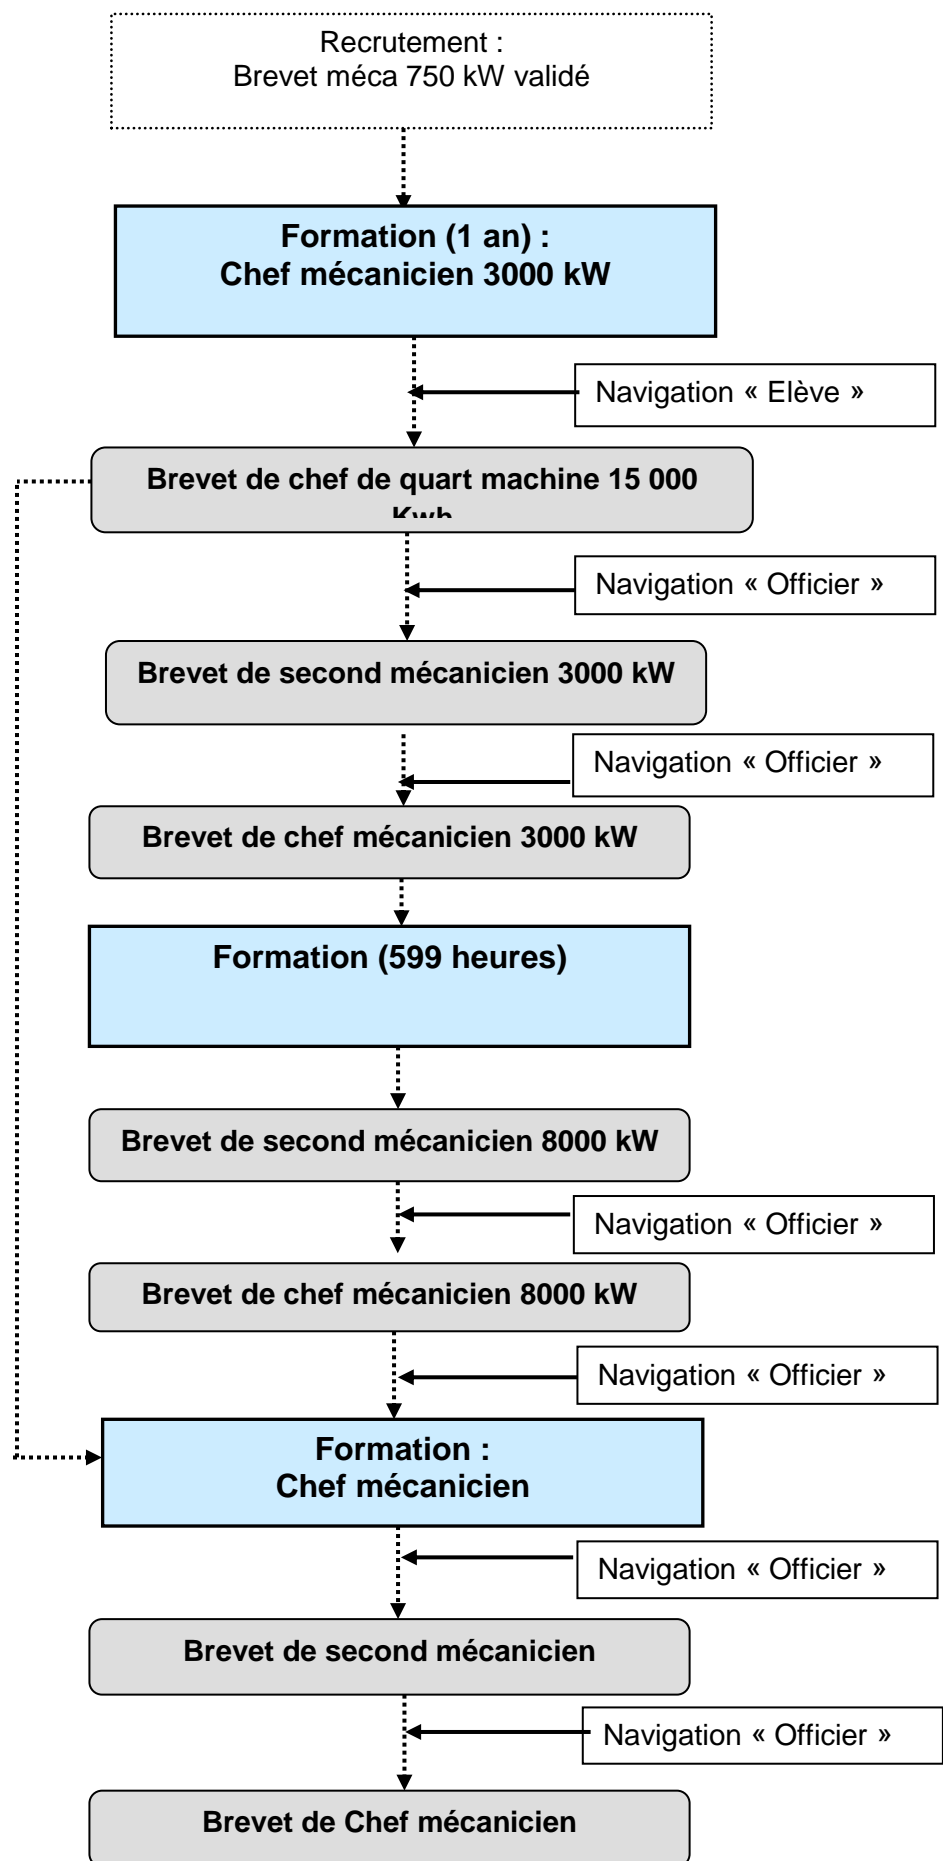 Recrutement :
Brevet méca 750 kW validé
Formation (1 an) :
Chef mécanicien 3000 kW
Navigation « Elève »
Brevet de chef de quart machine 15 000
Kwh
Navigation « Officier »
Brevet de second mécanicien 3000 kW
Navigation « Officier »
Brevet de chef mécanicien 3000 kW
Formation (599 heures)
Brevet de second mécanicien 8000 kW
Navigation « Officier »
Brevet de chef mécanicien 8000 kW
Navigation « Officier »
Formation :
Chef mécanicien
Navigation « Officier »
Brevet de second mécanicien
Navigation « Officier »
Brevet de Chef mécanicien